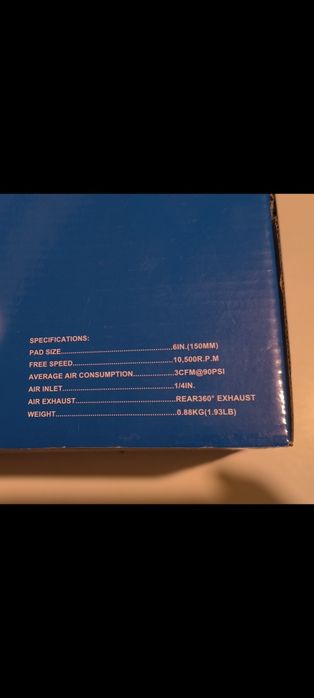 SPECIFICATIONS:
PAD SIZE..........................................6IN.(150MM)
FREE SPEED.....................................10,500R.P.M
AVERAGE AIR CONSUMPTION...............3CFM@90PSI
AIR INLET.........................................1/4IN.
AIR EXHAUST....................................REAR360° EXHAUST
WEIGHT............................................0.88KG(1.93LB)